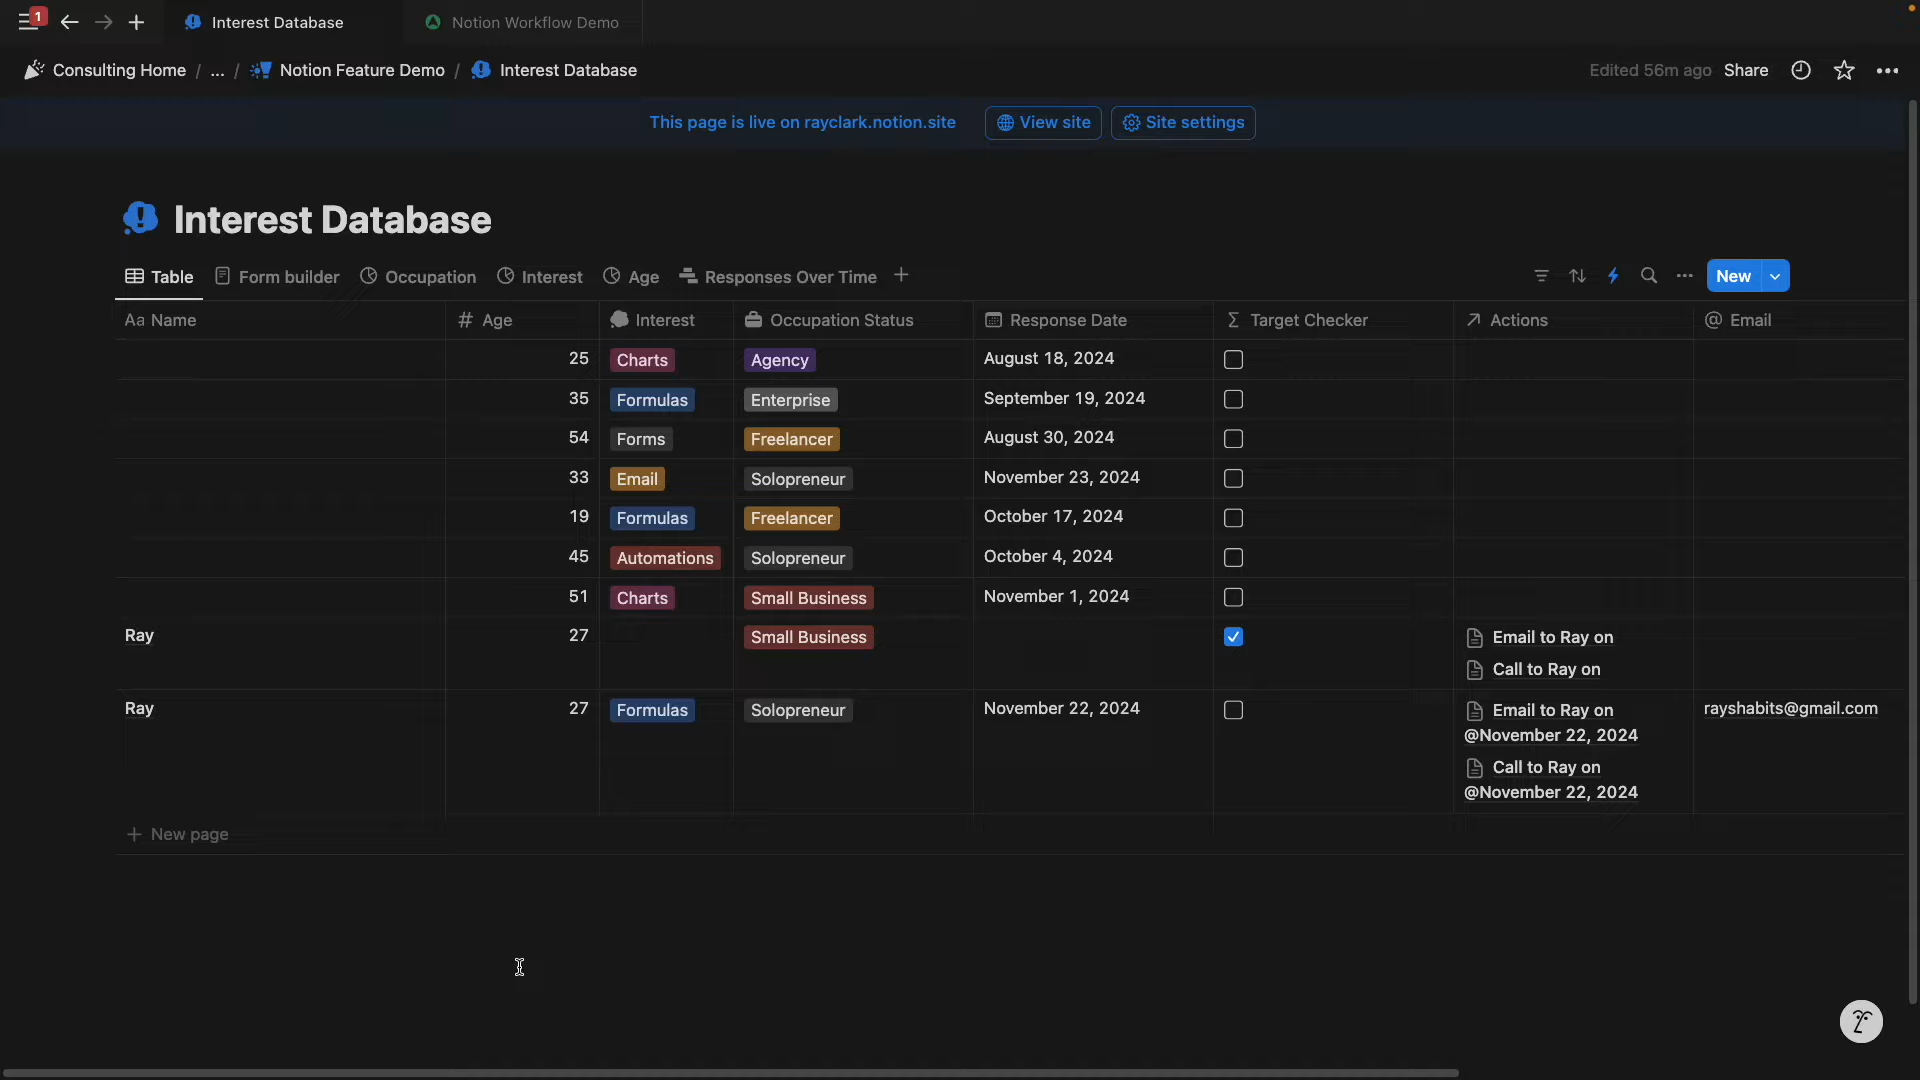 1
Interest Database
Notion Workflow Demo
Consulting Home / ... / Notion Feature Demo / Interest Database
Edited 56m ago Share
This page is live on rayclark.notion.site View site Site settings
Interest Database
Table Form builder Occupation Interest Age Responses Over Time
New
Aa Name # Age Interest Occupation Status Response Date Σ Target Checker Actions @ Email
25 Charts Agency August 18, 2024
35 Formulas Enterprise September 19, 2024
54 Forms Freelancer August 30, 2024
33 Email Solopreneur November 23, 2024
19 Formulas Freelancer October 17, 2024
45 Automations Solopreneur October 4, 2024
51 Charts Small Business November 1, 2024
Ray 27 Small Business Email to Ray on
Call to Ray on
Ray 27 Formulas Solopreneur November 22, 2024 Email to Ray on rayshabits@gmail.com
@November 22, 2024
Call to Ray on
@November 22, 2024
+ New page